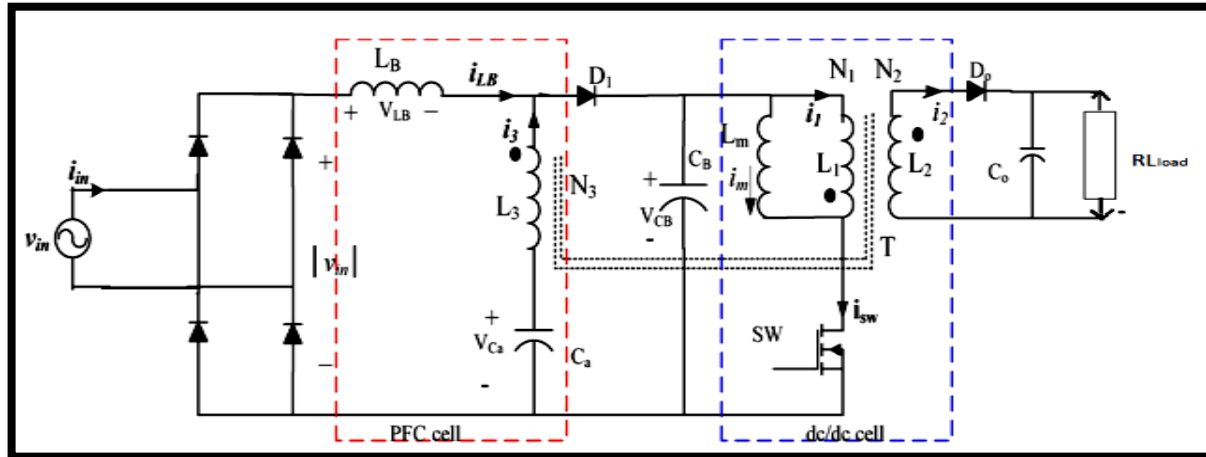 L_B
i_LB
D_1
N_1
N_2
D_o
+ V_LB −
i_3
i_1
i_2
L_m
C_B
i_in
+
+
N_3
i_m
L_1
L_2
C_o
RLload
L_3
V_CB
v_in
|v_in|
-
T
-
+
V_Ca
C_a
i_sw
SW
−
-
PFC cell
dc/dc cell